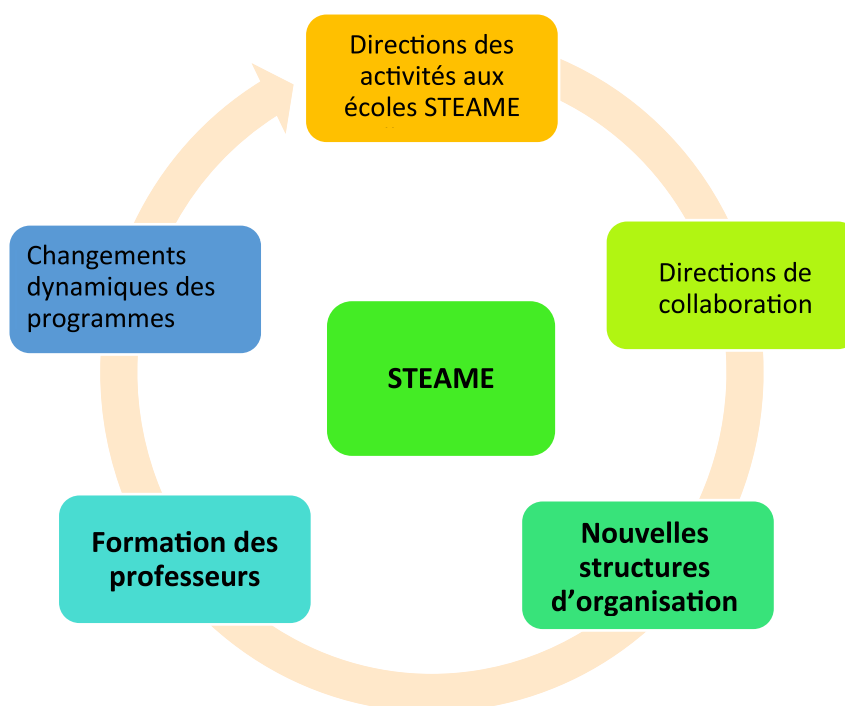 Directions des
activités aux
écoles STEAME
Changements
dynamiques des
programmes
Directions de
collaboration
STEAME
Formation des
professeurs
Nouvelles
structures
d’organisation